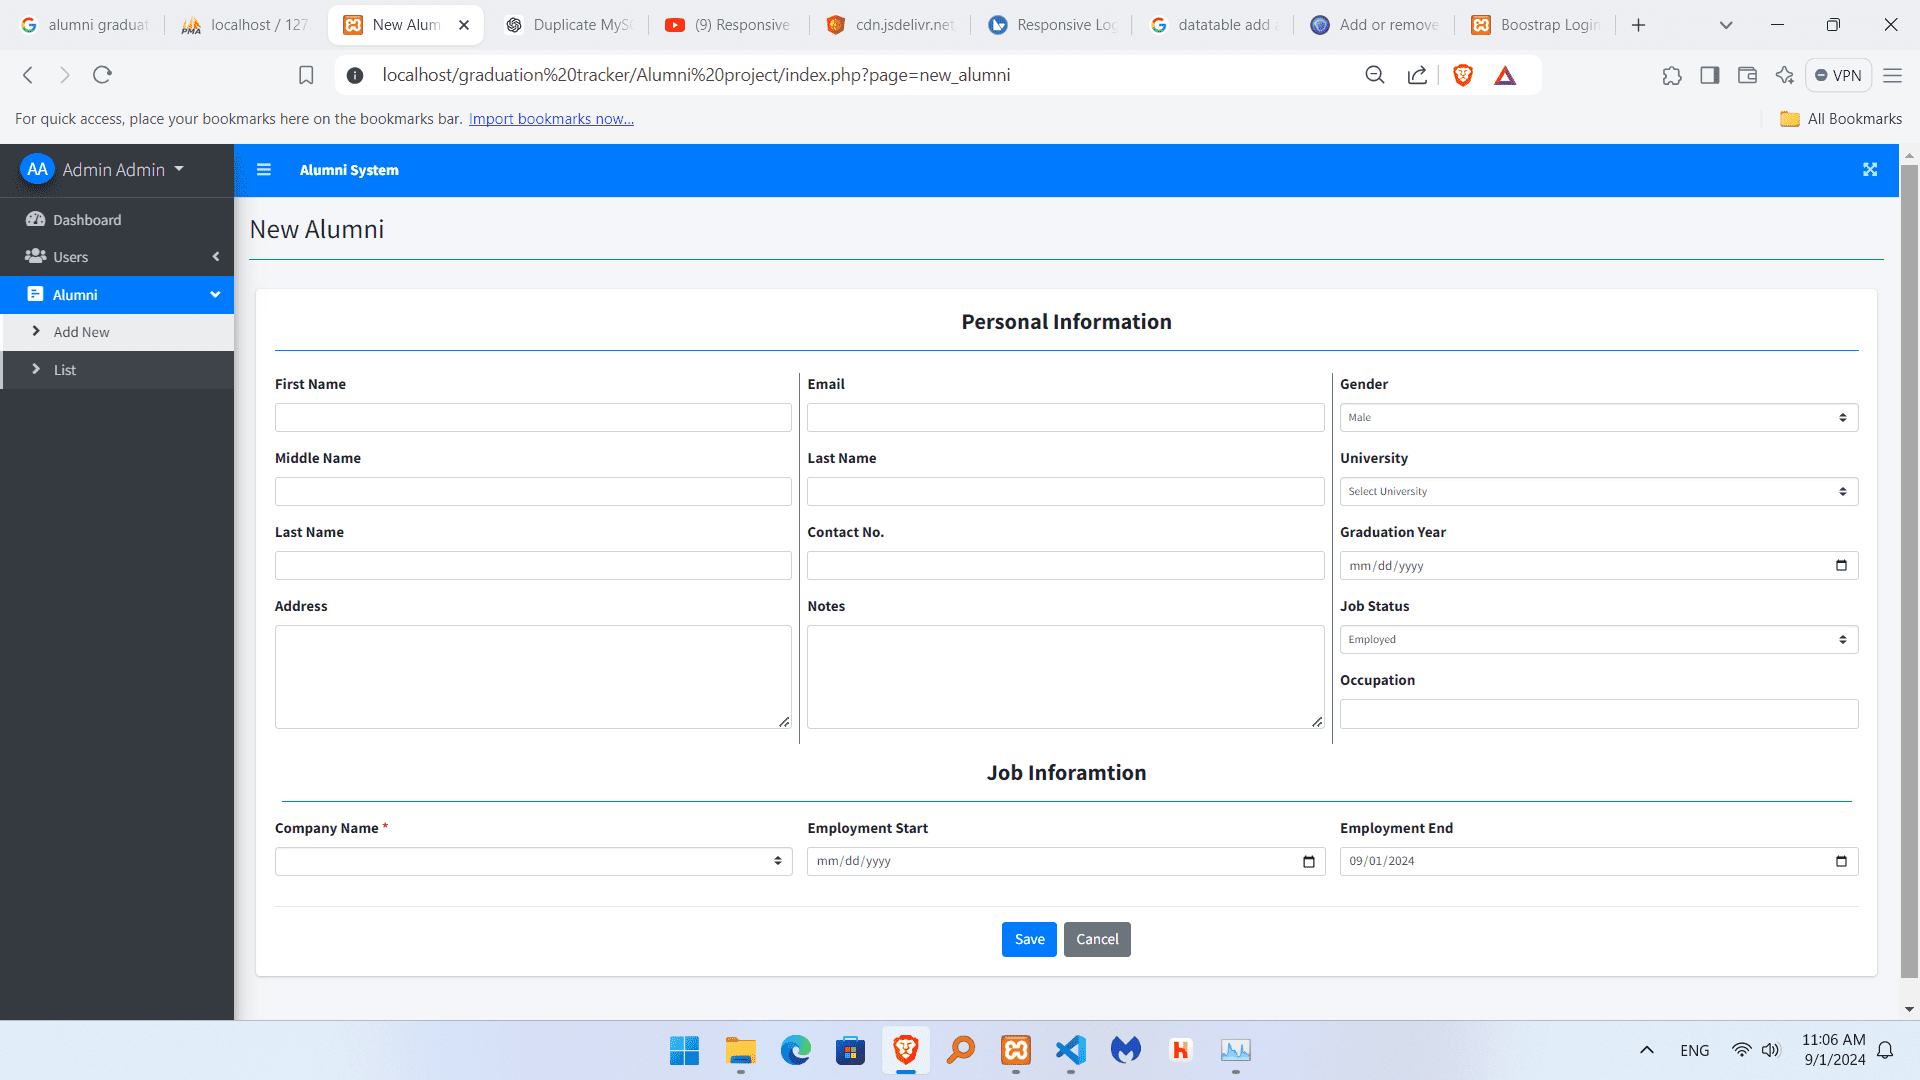 alumni graduat
PMA localhost / 127
New Alum
Duplicate MyS
(9) Responsive
cdn.jsdelivr.net
Responsive Log
datatable add a
Add or remove
Boostrap Login
localhost/graduation%20tracker/Alumni%20project/index.php?page=new_alumni
VPN
For quick access, place your bookmarks here on the bookmarks bar. Import bookmarks now...
All Bookmarks
AA Admin Admin
Alumni System
Dashboard
Users
Alumni
Add New
List
New Alumni
Personal Information
First Name
Email
Gender
Male
Middle Name
Last Name
University
Select University
Last Name
Contact No.
Graduation Year
mm/dd/yyyy
Address
Notes
Job Status
Employed
Occupation
Job Inforamtion
Company Name *
Employment Start
Employment End
mm/dd/yyyy
09/01/2024
Save
Cancel
ENG
11:06 AM
9/1/2024